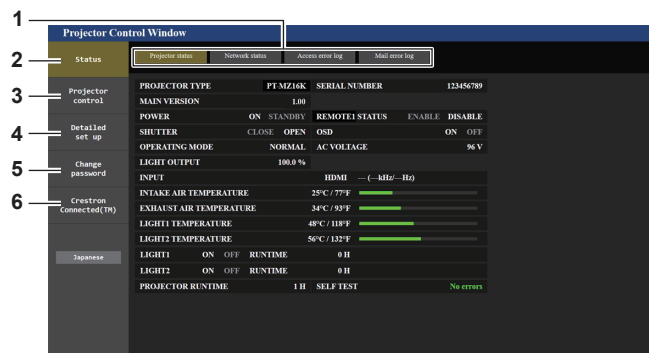 1
Projector Control Window
2
Status
Projector status
Network status
Access error log
Mail error log
3
Projector
control
4
Detailed
set up
5
Change
password
6
Crestron
Connected(TM)
Japanese
PROJECTOR TYPE PT-MZ16K SERIAL NUMBER 123456789
MAIN VERSION 1.00
POWER ON STANDBY REMOTE1 STATUS ENABLE DISABLE
SHUTTER CLOSE OPEN OSD ON OFF
OPERATING MODE NORMAL AC VOLTAGE 96 V
LIGHT OUTPUT 100.0 %
INPUT HDMI --- (---kHz/---Hz)
INTAKE AIR TEMPERATURE 25°C / 77°F
EXHAUST AIR TEMPERATURE 34°C / 93°F
LIGHT1 TEMPERATURE 48°C / 118°F
LIGHT2 TEMPERATURE 56°C / 132°F
LIGHT1 ON OFF RUNTIME 0 H
LIGHT2 ON OFF RUNTIME 0 H
PROJECTOR RUNTIME 1 H SELF TEST No errors